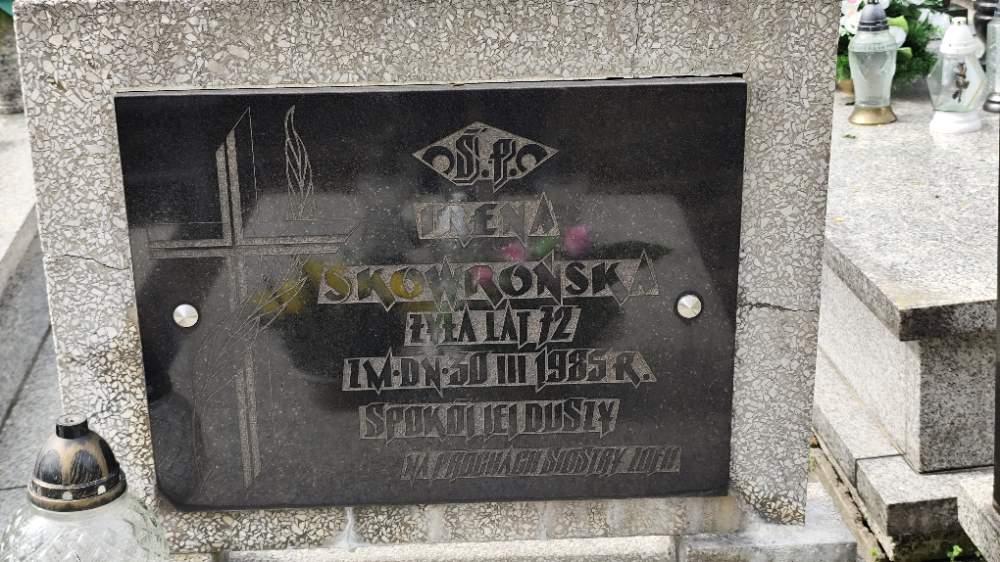 Ś.P.
IRENA
SKOWROŃSKA
ŻYŁA LAT 72
ZM·DN·30 III 1985 R.
SPOKÓJ JEJ DUSZY
NA PROCHACH SIOSTRY ZOFII